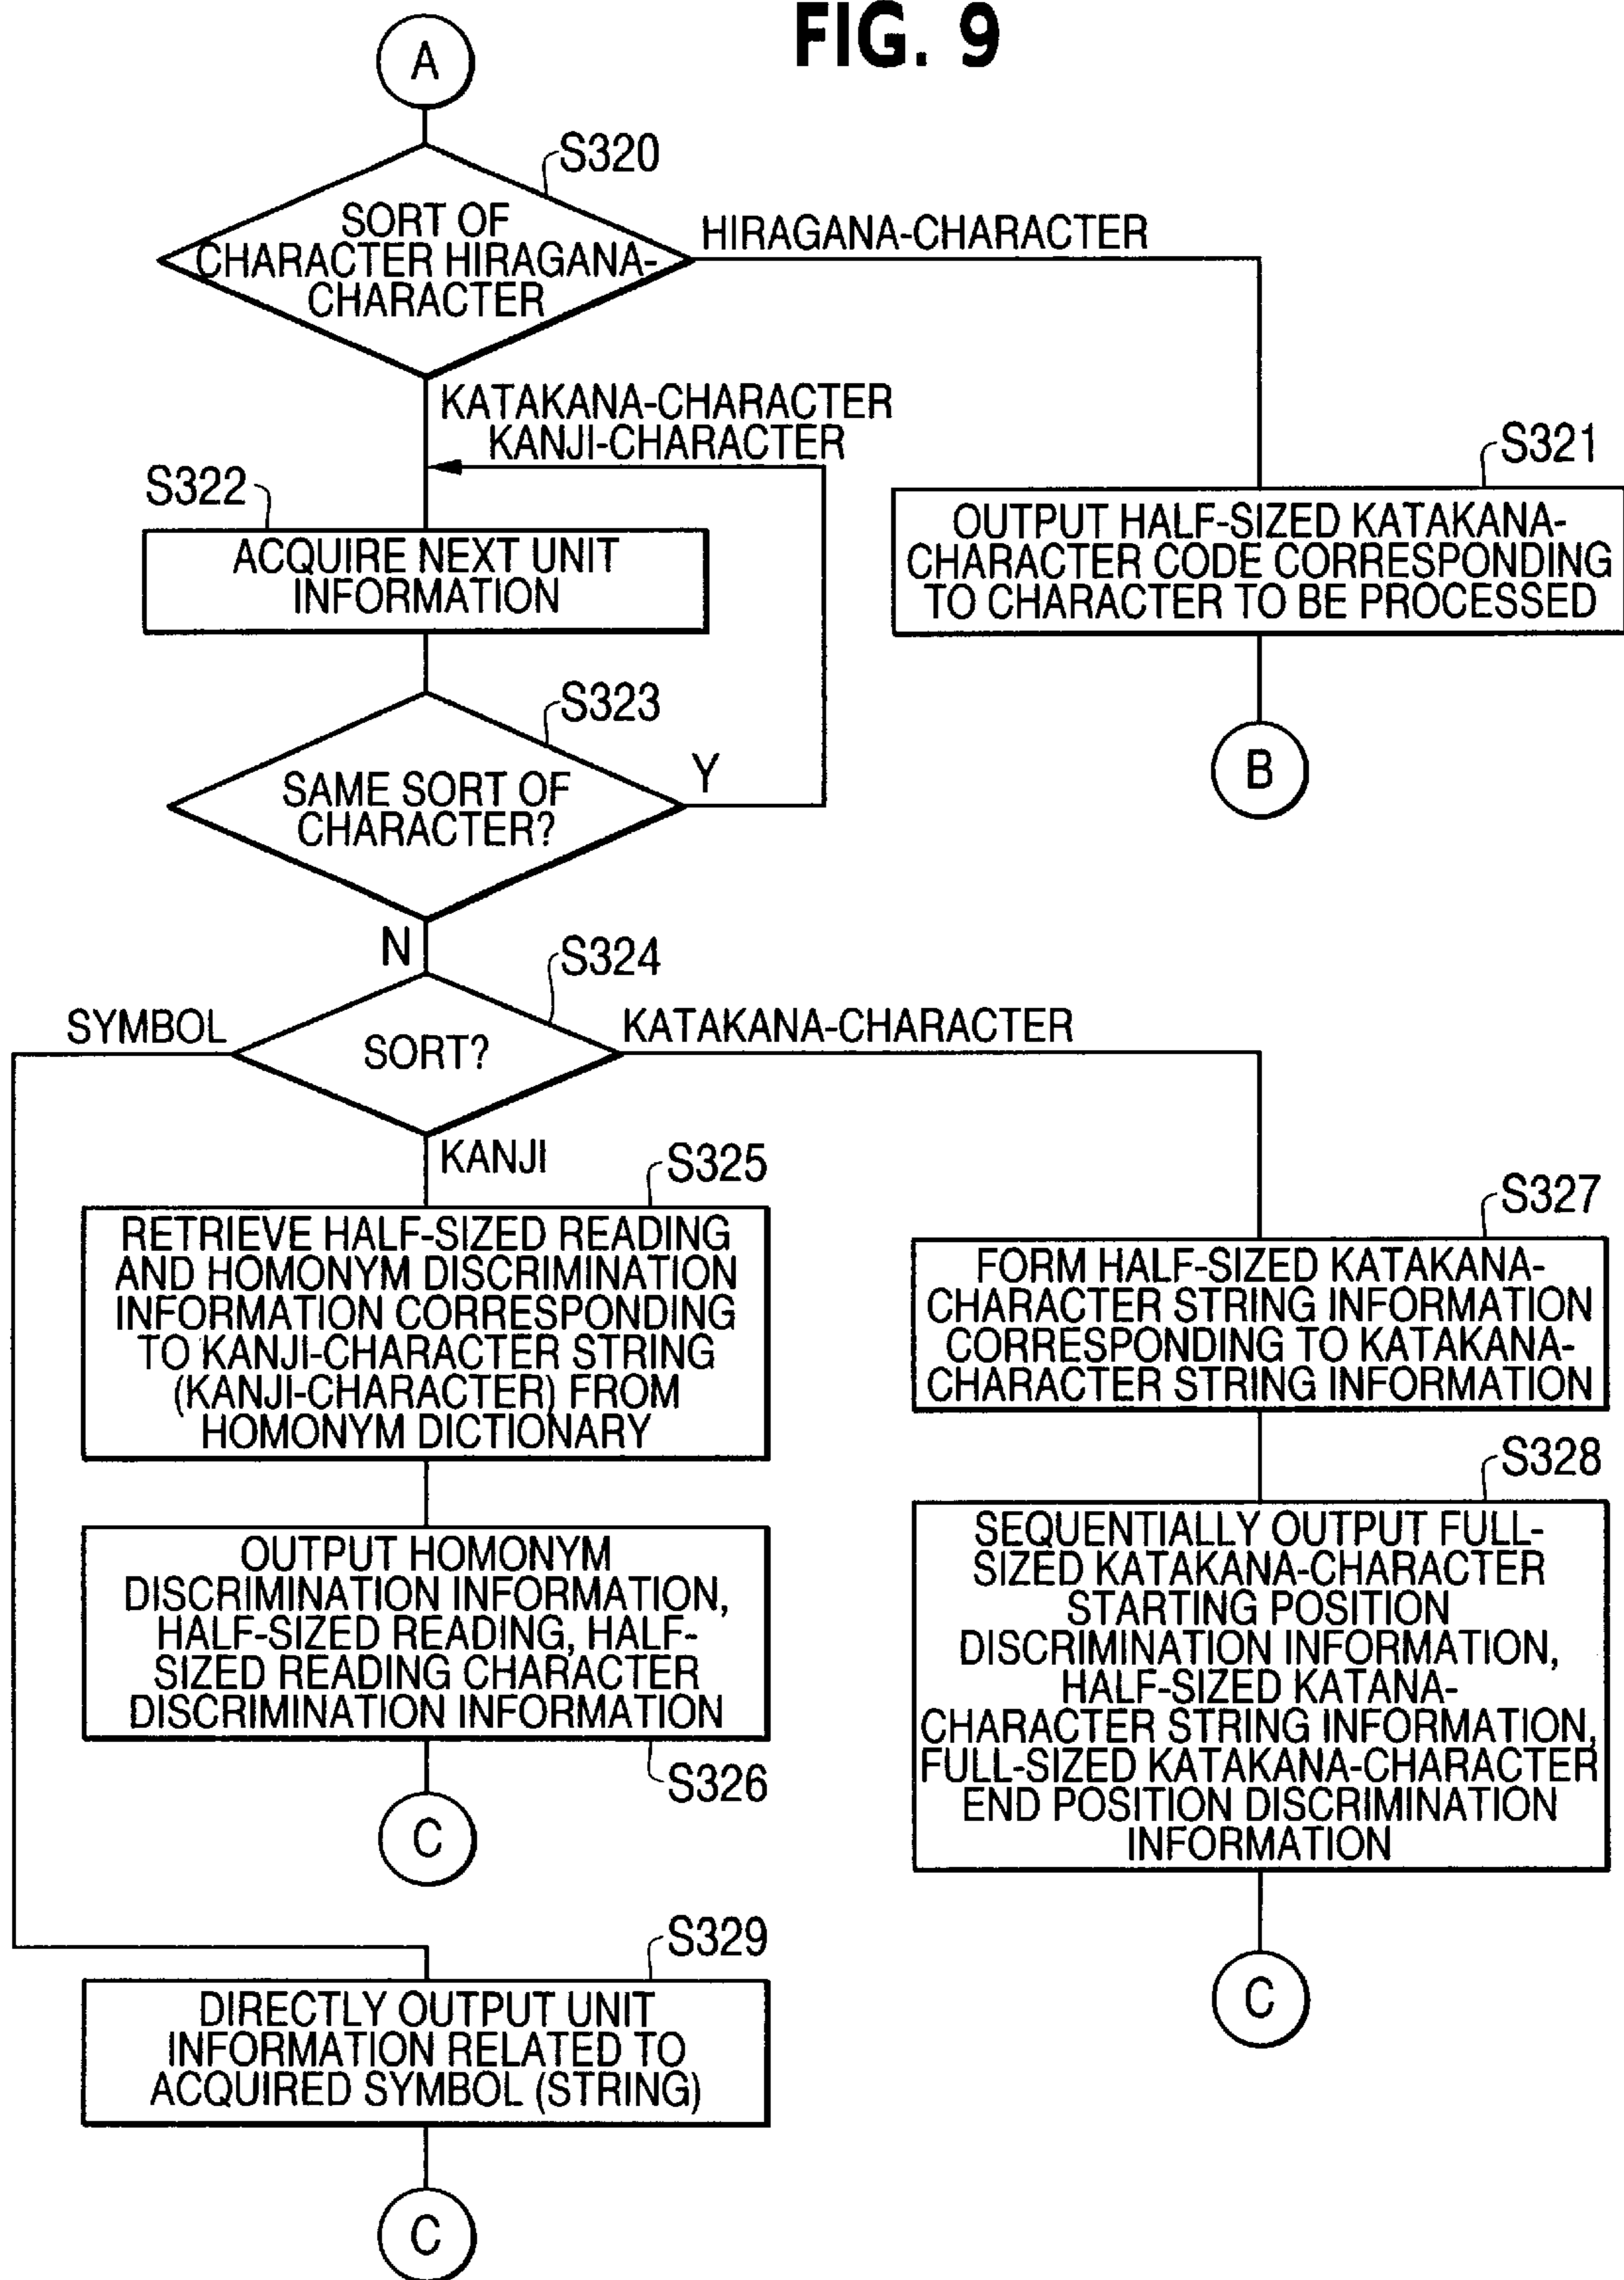 FIG. 9
A
S320
SORT OF
CHARACTER HIRAGANA-
CHARACTER
HIRAGANA-CHARACTER
KATAKANA-CHARACTER
KANJI-CHARACTER
S321
OUTPUT HALF-SIZED KATAKANA-
CHARACTER CODE CORRESPONDING
TO CHARACTER TO BE PROCESSED
B
S322
ACQUIRE NEXT UNIT
INFORMATION
S323
SAME SORT OF
CHARACTER?
Y
N
S324
SORT?
SYMBOL
KATAKANA-CHARACTER
KANJI
S325
RETRIEVE HALF-SIZED READING
AND HOMONYM DISCRIMINATION
INFORMATION CORRESPONDING
TO KANJI-CHARACTER STRING
(KANJI-CHARACTER) FROM
HOMONYM DICTIONARY
OUTPUT HOMONYM
DISCRIMINATION INFORMATION,
HALF-SIZED READING, HALF-
SIZED READING CHARACTER
DISCRIMINATION INFORMATION
S326
C
S327
FORM HALF-SIZED KATAKANA-
CHARACTER STRING INFORMATION
CORRESPONDING TO KATAKANA-
CHARACTER STRING INFORMATION
S328
SEQUENTIALLY OUTPUT FULL-
SIZED KATAKANA-CHARACTER
STARTING POSITION
DISCRIMINATION INFORMATION,
HALF-SIZED KATANA-
CHARACTER STRING INFORMATION,
FULL-SIZED KATAKANA-CHARACTER
END POSITION DISCRIMINATION
INFORMATION
C
S329
DIRECTLY OUTPUT UNIT
INFORMATION RELATED TO
ACQUIRED SYMBOL (STRING)
C